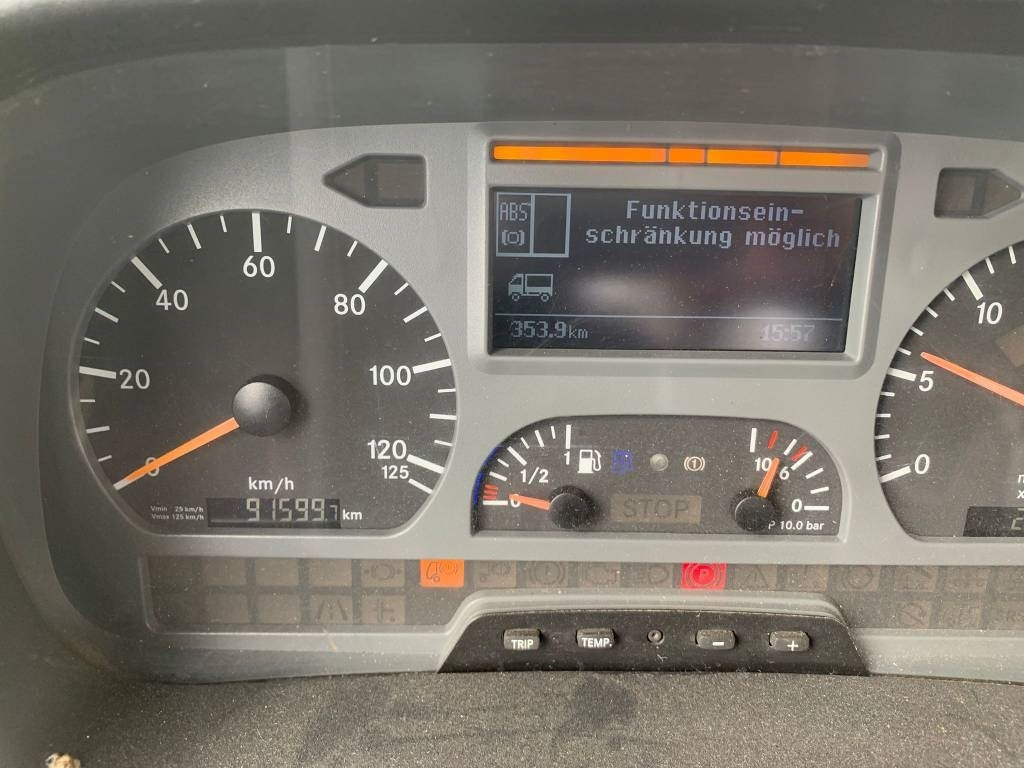 ABS
Funktionsein-
schränkung möglich
353.9 km
15:57
0
20
40
60
80
100
120
125
km/h
Vmin 25 km/h
Vmax 125 km/h
915997 km
0
1/2
1
STOP
10
6
0
P 10.0 bar
0
5
10
P
TRIP
TEMP.
-
+